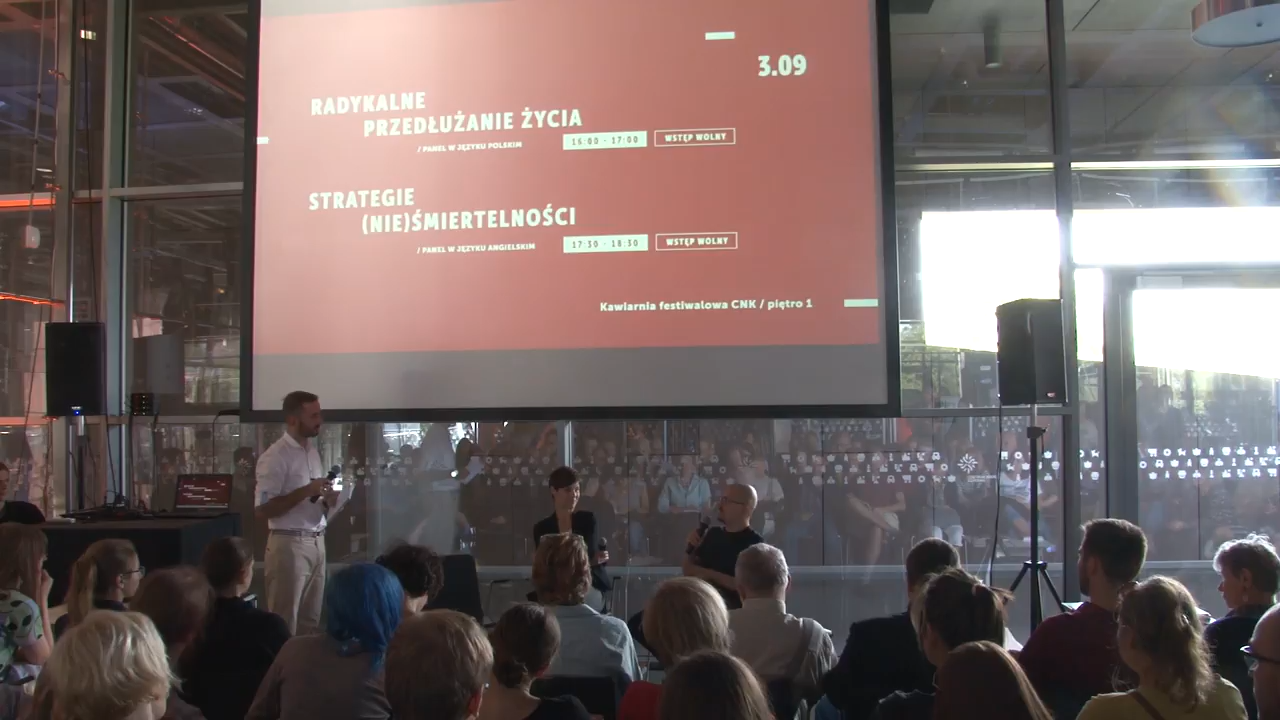 3.09
RADYKALNE
PRZEDŁUŻANIE ŻYCIA
/ PANEL W JĘZYKU POLSKIM
16:00 - 17:00
WSTĘP WOLNY
STRATEGIE
(NIE)ŚMIERTELNOŚCI
/ PANEL W JĘZYKU ANGIELSKIM
17:30 - 18:30
WSTĘP WOLNY
Kawiarnia festiwalowa CNK / piętro 1